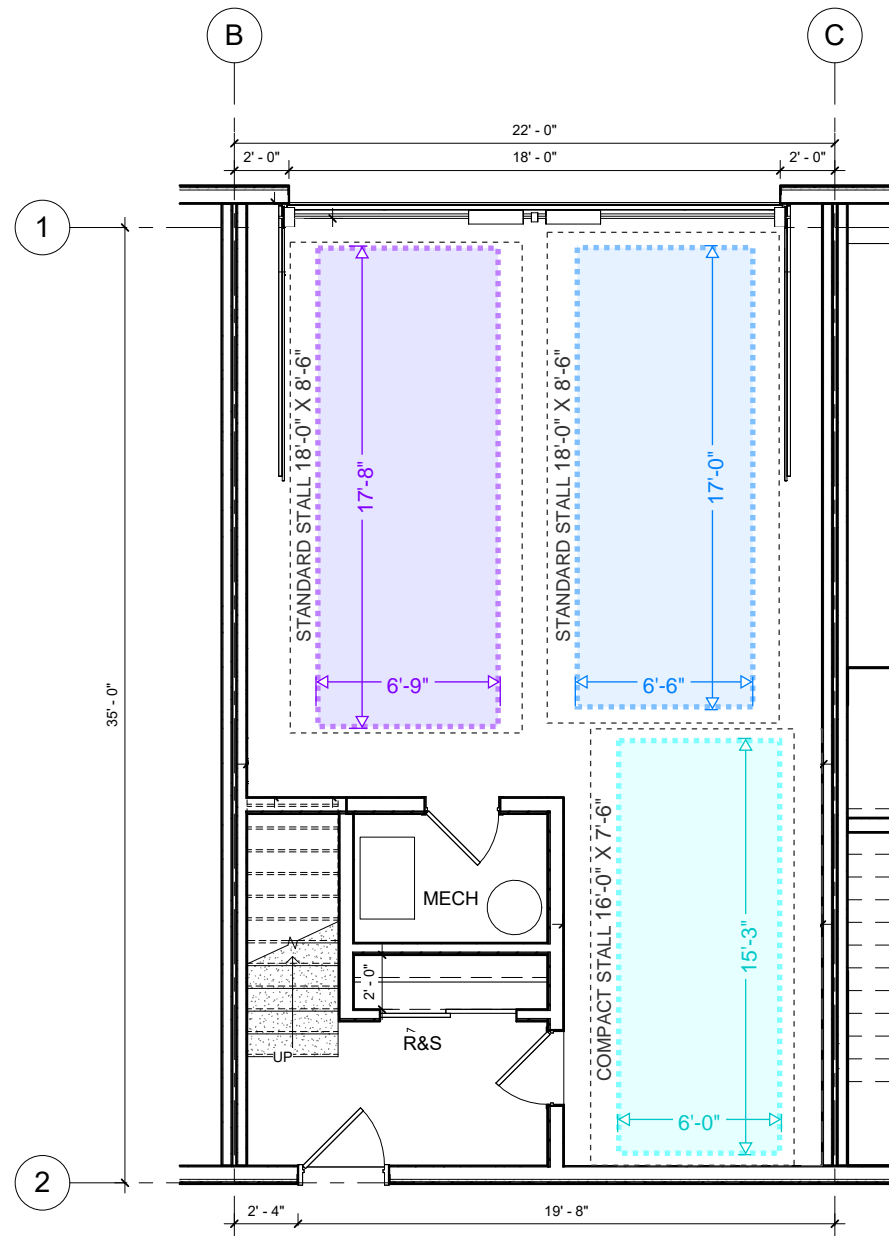 B
C
22' - 0"
2' - 0"
18' - 0"
2' - 0"
1
STANDARD STALL 18'-0" X 8'-6"
17'-8"
6'-9"
STANDARD STALL 18'-0" X 8'-6"
17'-0"
6'-6"
35' - 0"
MECH
COMPACT STALL 16'-0" X 7'-6"
15'-3"
6'-0"
2' - 0"
7
R&S
UP
2
2' - 4"
19' - 8"